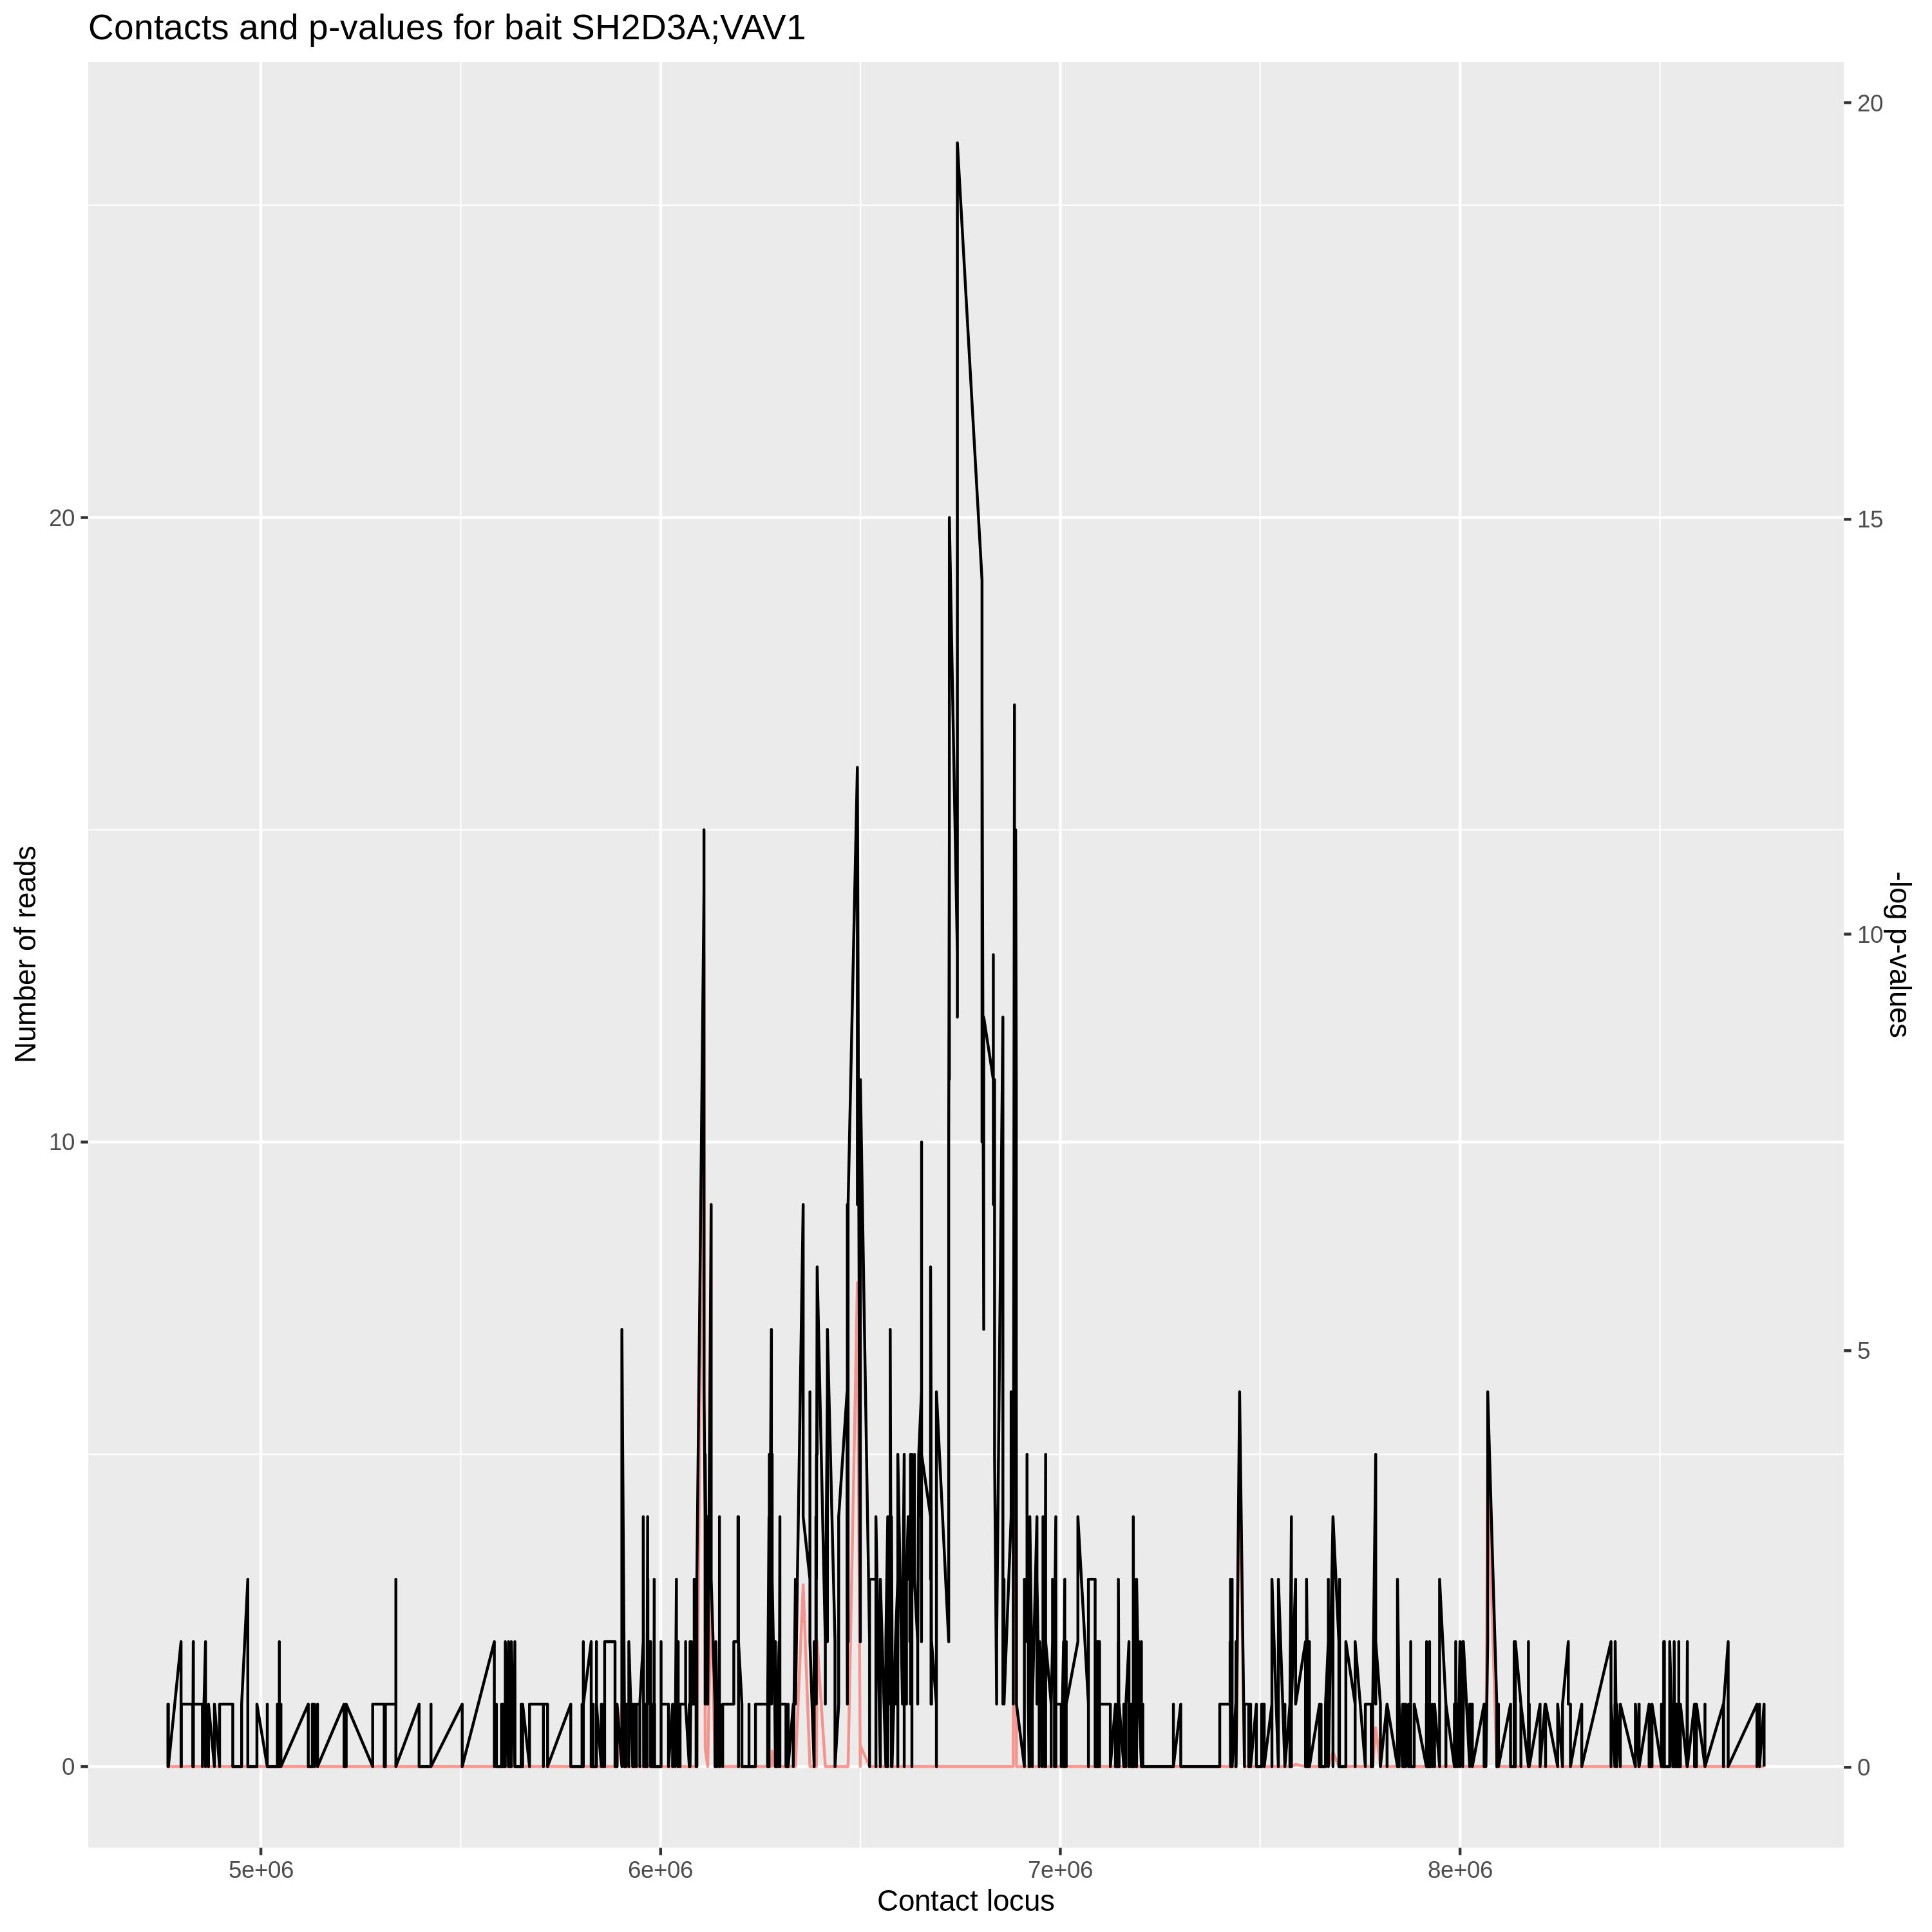 Contacts and p-values for bait SH2D3A;VAV1
Number of reads
20
10
0
20
15
10
5
0
-log p-values
5e+06
6e+06
7e+06
8e+06
Contact locus